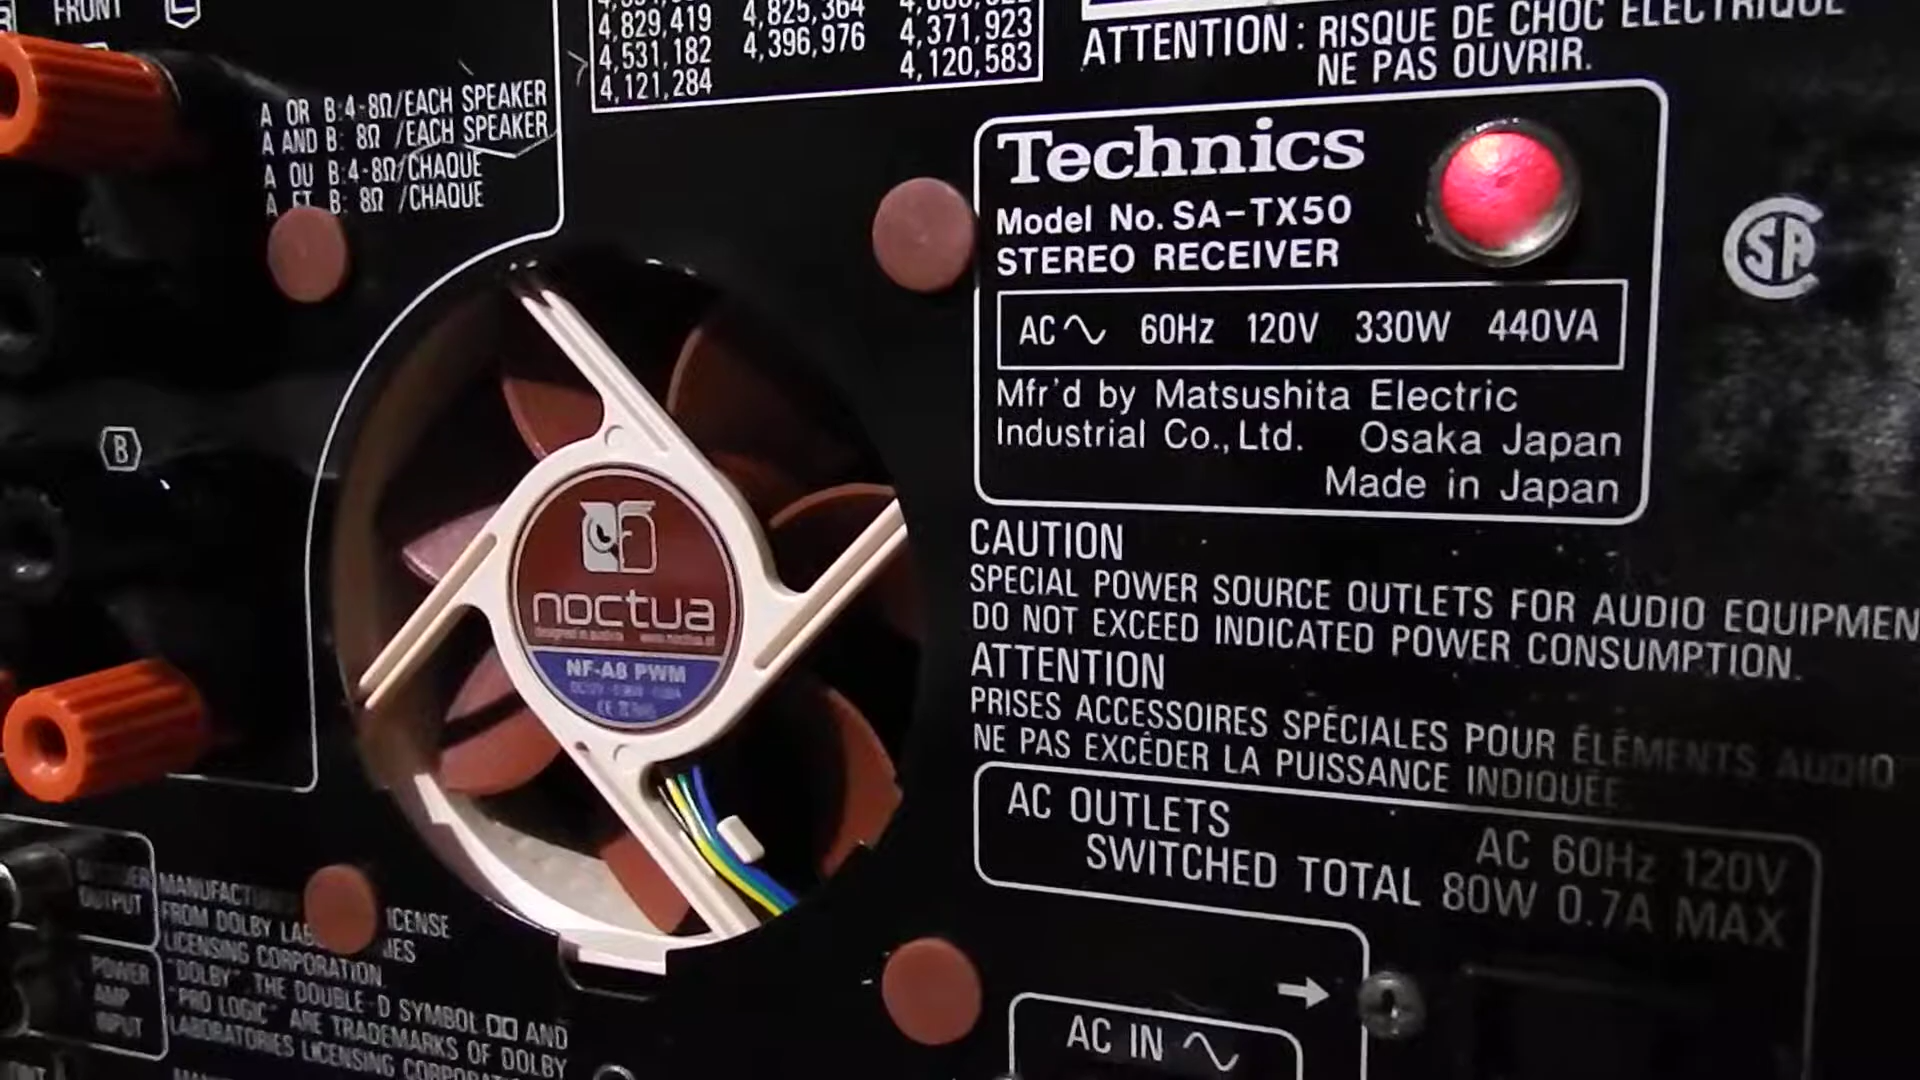 FRONT L
4,829,419 4,825,364
4,531,182 4,396,976 4,371,923
4,121,284 4,120,583
ATTENTION: RISQUE DE CHOC ELECTRIQUE
NE PAS OUVRIR.
A OR B:4-8Ω/EACH SPEAKER
A AND B: 8Ω /EACH SPEAKER
A OU B:4-8Ω/CHAQUE
A ET B: 8Ω /CHAQUE
Technics
Model No. SA-TX50
STEREO RECEIVER
AC 60Hz 120V 330W 440VA
Mfr'd by Matsushita Electric
Industrial Co., Ltd. Osaka Japan
Made in Japan
SA
B
noctua
NF-A8 PWM
CAUTION
SPECIAL POWER SOURCE OUTLETS FOR AUDIO EQUIPMEN
DO NOT EXCEED INDICATED POWER CONSUMPTION.
ATTENTION
PRISES ACCESSOIRES SPÉCIALES POUR ÉLÉMENTS AUDIO
NE PAS EXCÉDER LA PUISSANCE INDIQUÉE
AC OUTLETS AC 60Hz 120V
SWITCHED TOTAL 80W 0.7A MAX
AC IN
OUTPUT
POWER
AMP
INPUT
MANUFACTUR ICENSE
FROM DOLBY LAB IES
LICENSING CORPORATION.
"DOLBY", THE DOUBLE-D SYMBOL AND
"PRO LOGIC" ARE TRADEMARKS OF DOLBY
LABORATORIES LICENSING CORPOR